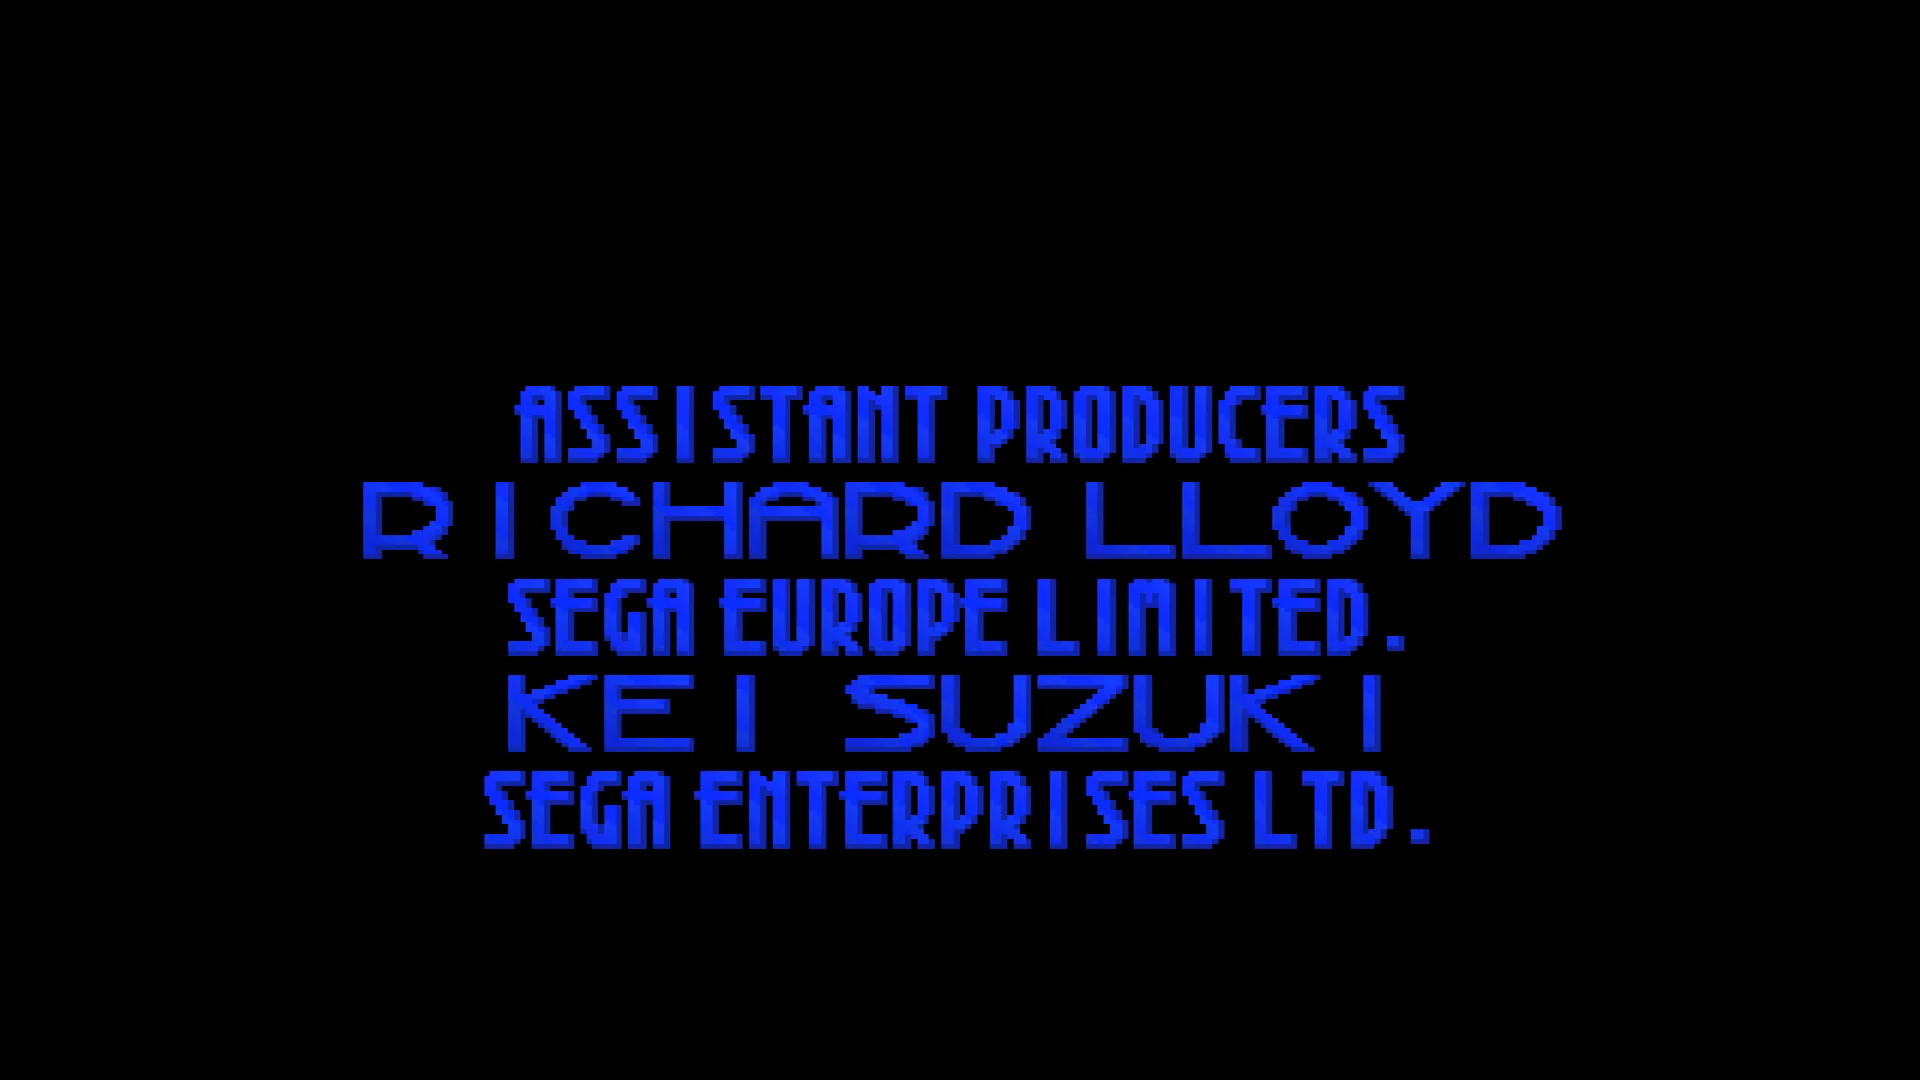 ASSISTANT PRODUCERS
RICHARD LLOYD
SEGA EUROPE LIMITED.
KEI SUZUKI
SEGA ENTERPRISES LTD.